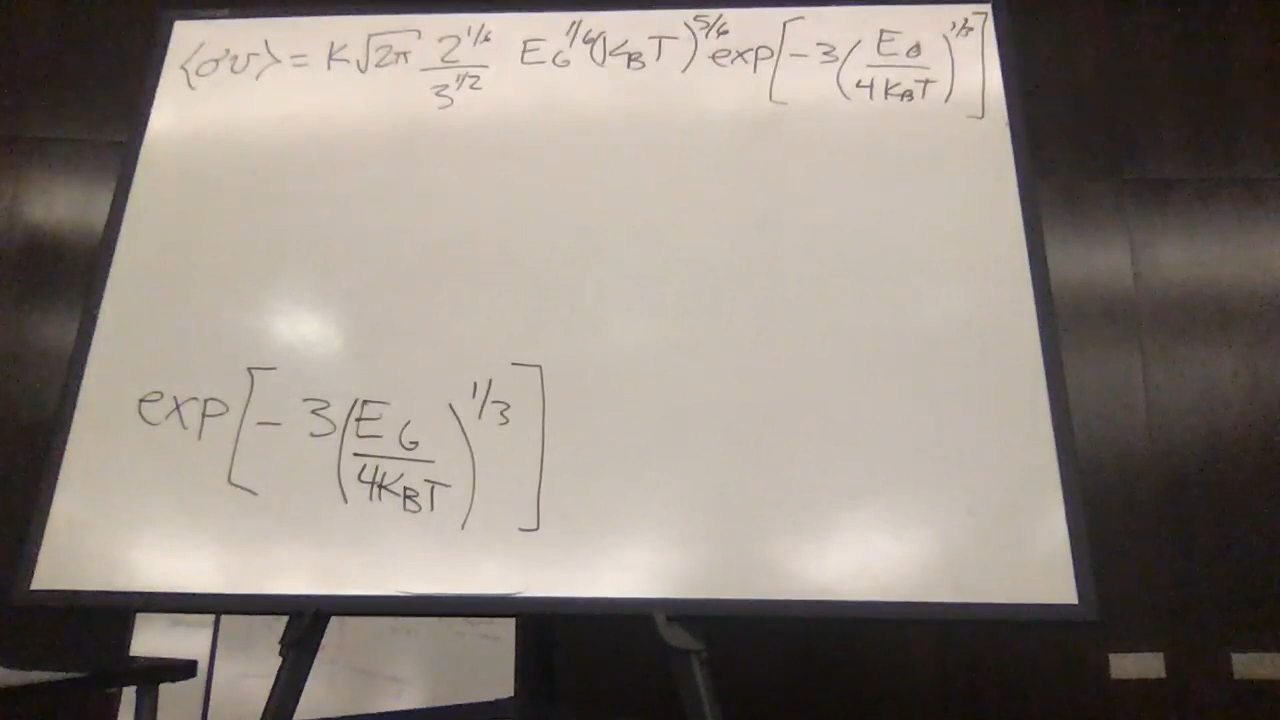 ⟨σv⟩ = K√2π 2^1/6 / 3^1/2 E_G^1/6 (K_B T)^5/6 exp[-3(E_G / 4K_B T)^1/3]
exp[-3(E_G / 4K_B T)^1/3]